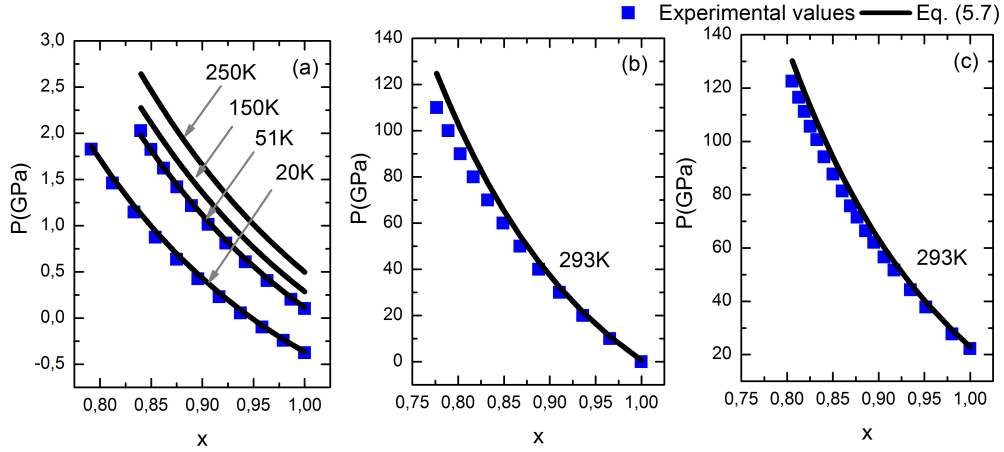 Experimental values Eq. (5.7)
(a)
250K
150K
51K
20K
3,0
2,5
2,0
1,5
1,0
0,5
0,0
-0,5
P(GPa)
0,80 0,85 0,90 0,95 1,00
x
(b)
293K
140
120
100
80
60
40
20
0
P(GPa)
0,75 0,80 0,85 0,90 0,95 1,00
x
(c)
293K
140
120
100
80
60
40
20
P(GPa)
0,75 0,80 0,85 0,90 0,95 1,00
x